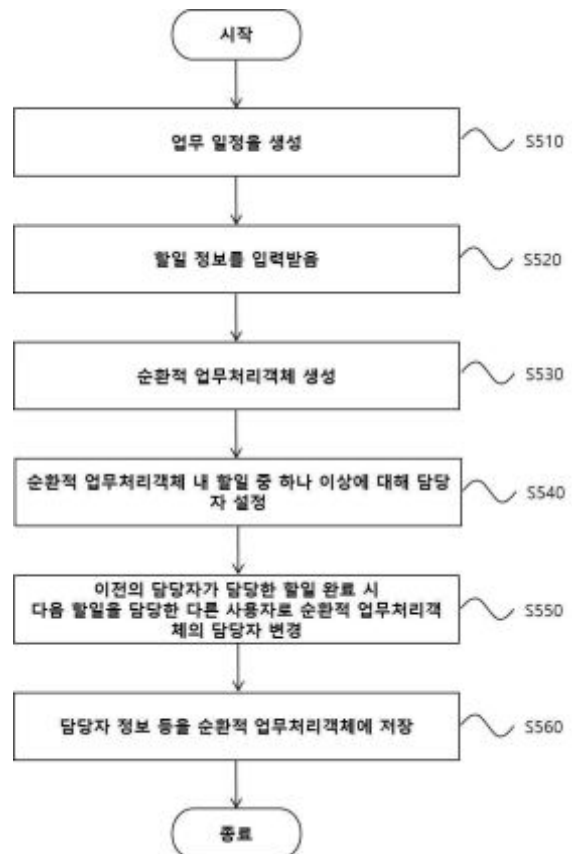 시작
업무 일정을 생성
S510
할일 정보를 입력받음
S520
순환적 업무처리객체 생성
S530
순환적 업무처리객체 내 할일 중 하나 이상에 대해 담당
자 설정
S540
이전의 담당자가 담당한 할일 완료 시
다음 할일을 담당한 다른 사용자로 순환적 업무처리객
체의 담당자 변경
S550
담당자 정보 등을 순환적 업무처리객체에 저장
S560
종료